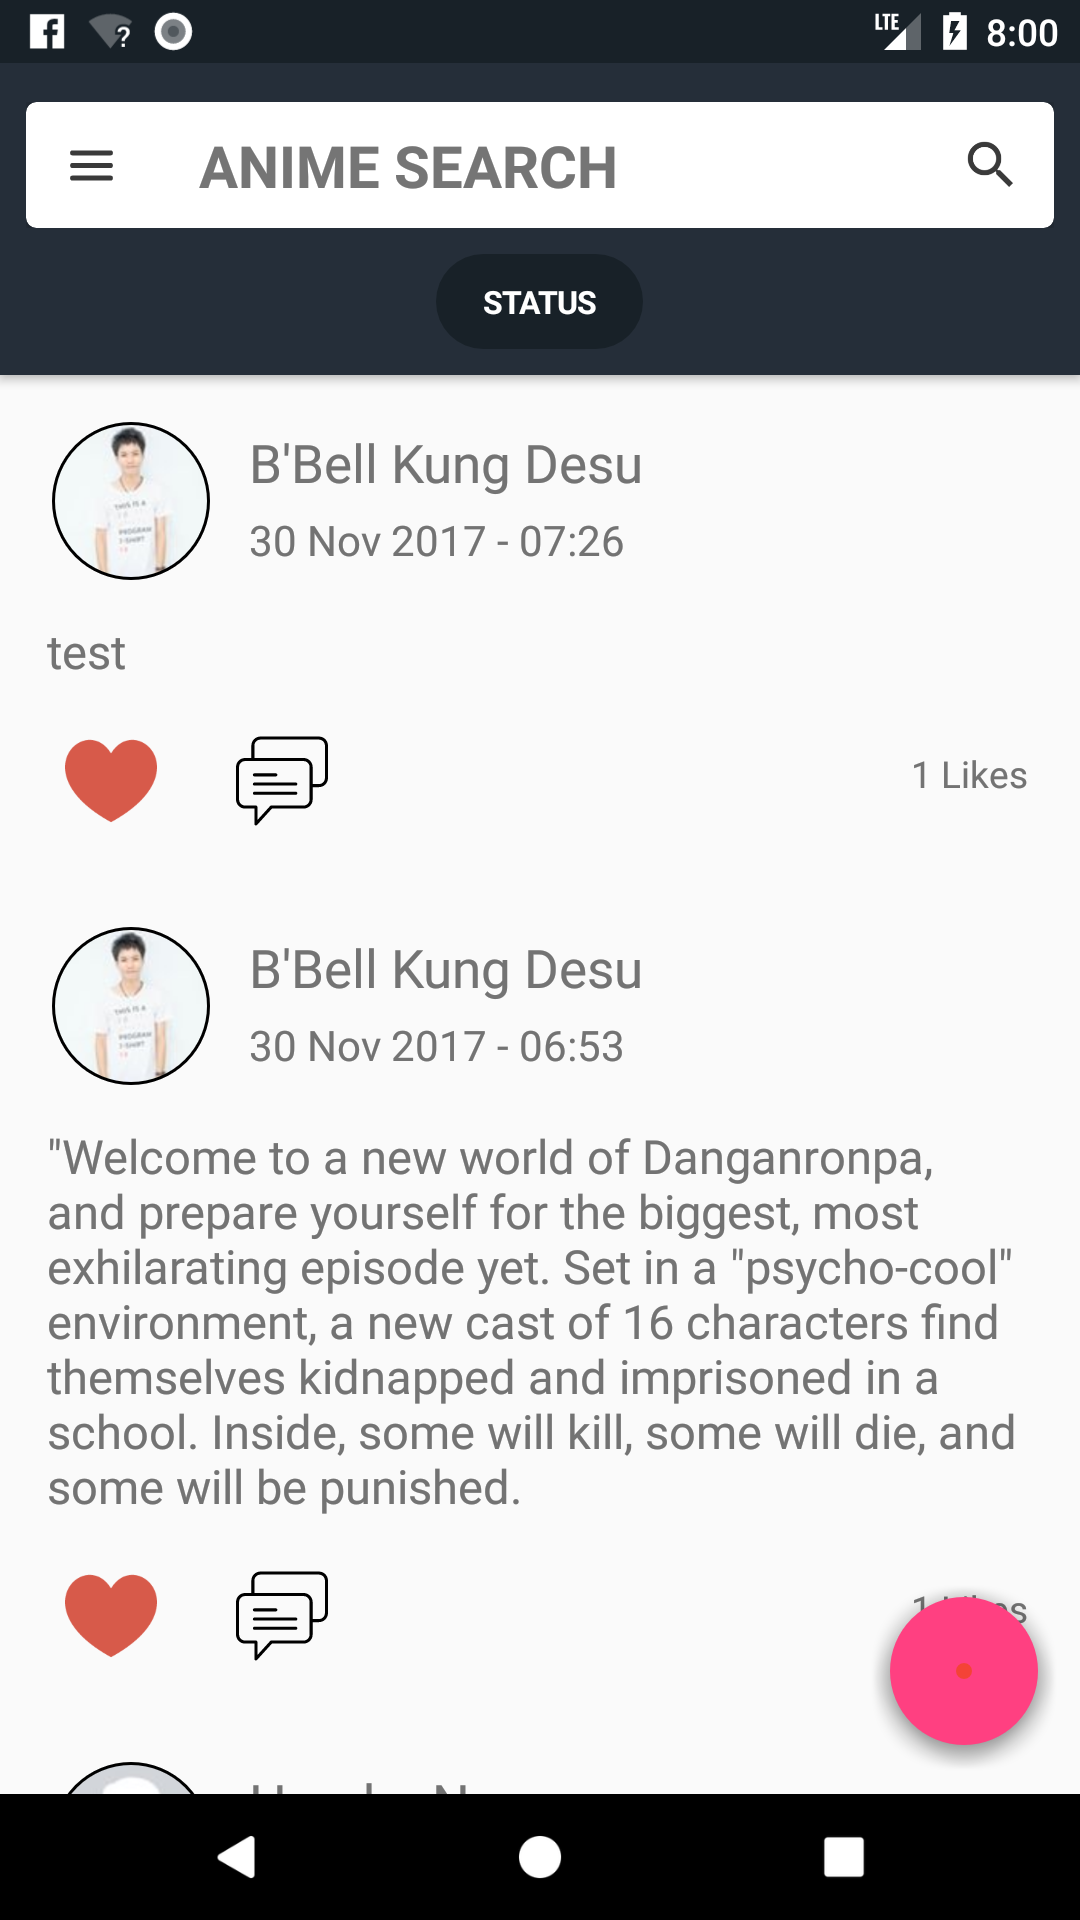 LTE 8:00
ANIME SEARCH
STATUS
B'Bell Kung Desu
30 Nov 2017 - 07:26
test
1 Likes
B'Bell Kung Desu
30 Nov 2017 - 06:53
"Welcome to a new world of Danganronpa,
and prepare yourself for the biggest, most
exhilarating episode yet. Set in a "psycho-cool"
environment, a new cast of 16 characters find
themselves kidnapped and imprisoned in a
school. Inside, some will kill, some will die, and
some will be punished.
1 Likes